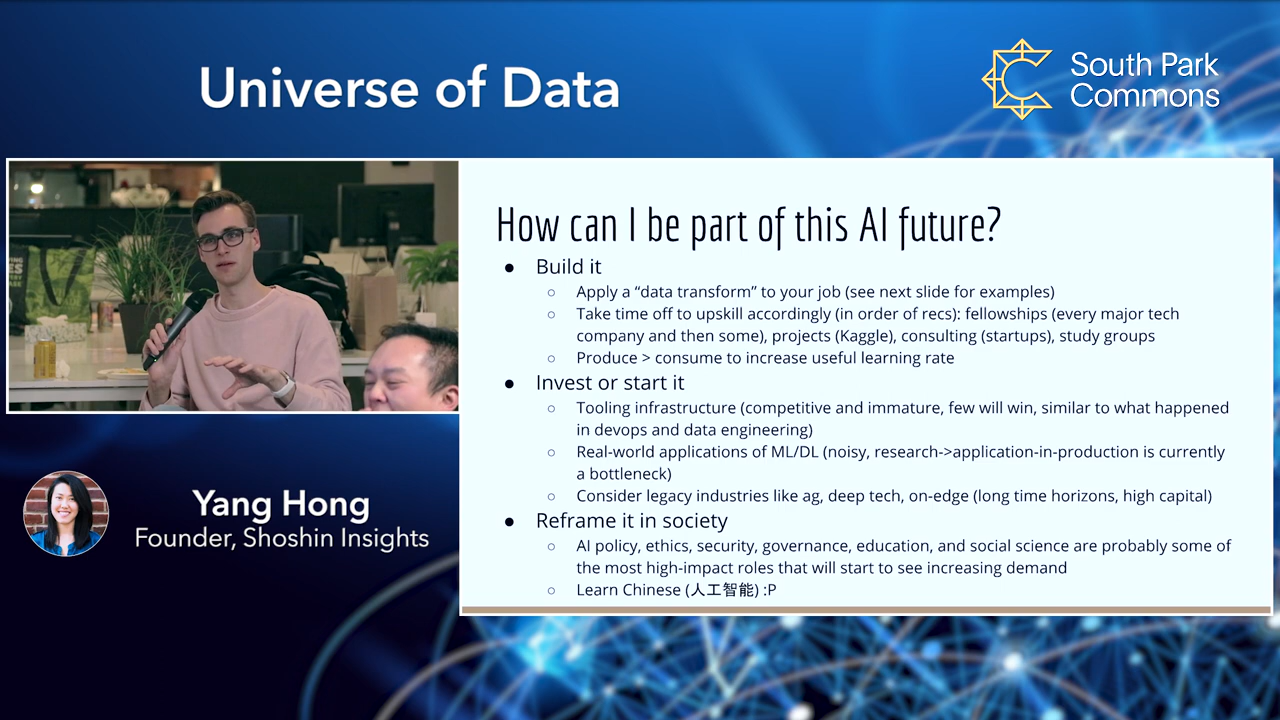 Universe of Data
South Park
Commons
How can I be part of this AI future?
● Build it
○ Apply a “data transform” to your job (see next slide for examples)
○ Take time off to upskill accordingly (in order of recs): fellowships (every major tech
company and then some), projects (Kaggle), consulting (startups), study groups
○ Produce > consume to increase useful learning rate
● Invest or start it
○ Tooling infrastructure (competitive and immature, few will win, similar to what happened
in devops and data engineering)
○ Real-world applications of ML/DL (noisy, research->application-in-production is currently
a bottleneck)
○ Consider legacy industries like ag, deep tech, on-edge (long time horizons, high capital)
● Reframe it in society
○ AI policy, ethics, security, governance, education, and social science are probably some of
the most high-impact roles that will start to see increasing demand
○ Learn Chinese (人工智能) :P
Yang Hong
Founder, Shoshin Insights